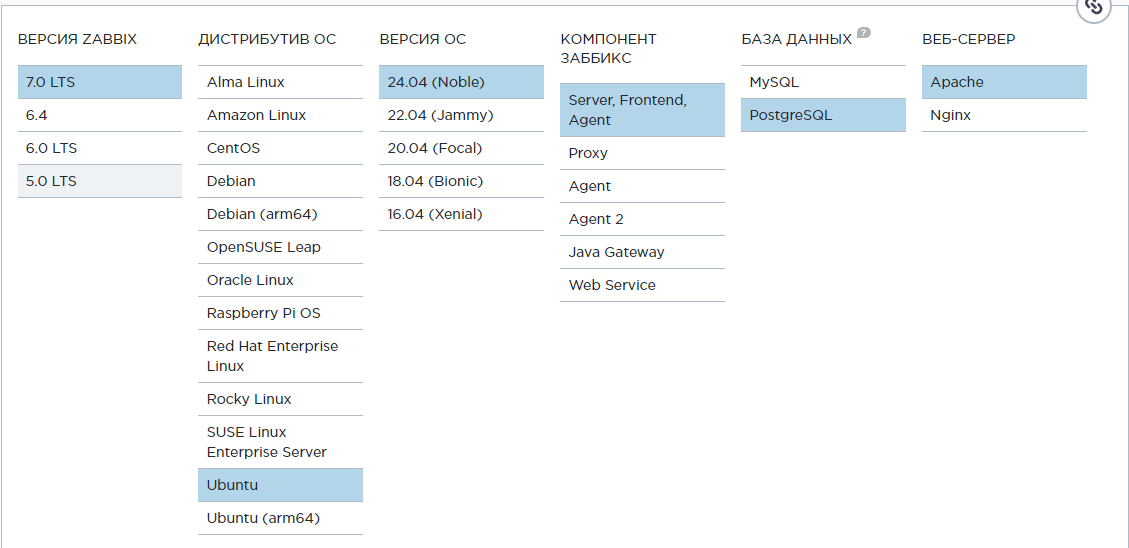 ВЕРСИЯ ZABBIX
7.0 LTS
6.4
6.0 LTS
5.0 LTS
ДИСТРИБУТИВ ОС
Alma Linux
Amazon Linux
CentOS
Debian
Debian (arm64)
OpenSUSE Leap
Oracle Linux
Raspberry Pi OS
Red Hat Enterprise
Linux
Rocky Linux
SUSE Linux
Enterprise Server
Ubuntu
Ubuntu (arm64)
ВЕРСИЯ ОС
24.04 (Noble)
22.04 (Jammy)
20.04 (Focal)
18.04 (Bionic)
16.04 (Xenial)
КОМПОНЕНТ
ЗАББИКС
Server, Frontend,
Agent
Proxy
Agent
Agent 2
Java Gateway
Web Service
БАЗА ДАННЫХ ?
MySQL
PostgreSQL
ВЕБ-СЕРВЕР
Apache
Nginx